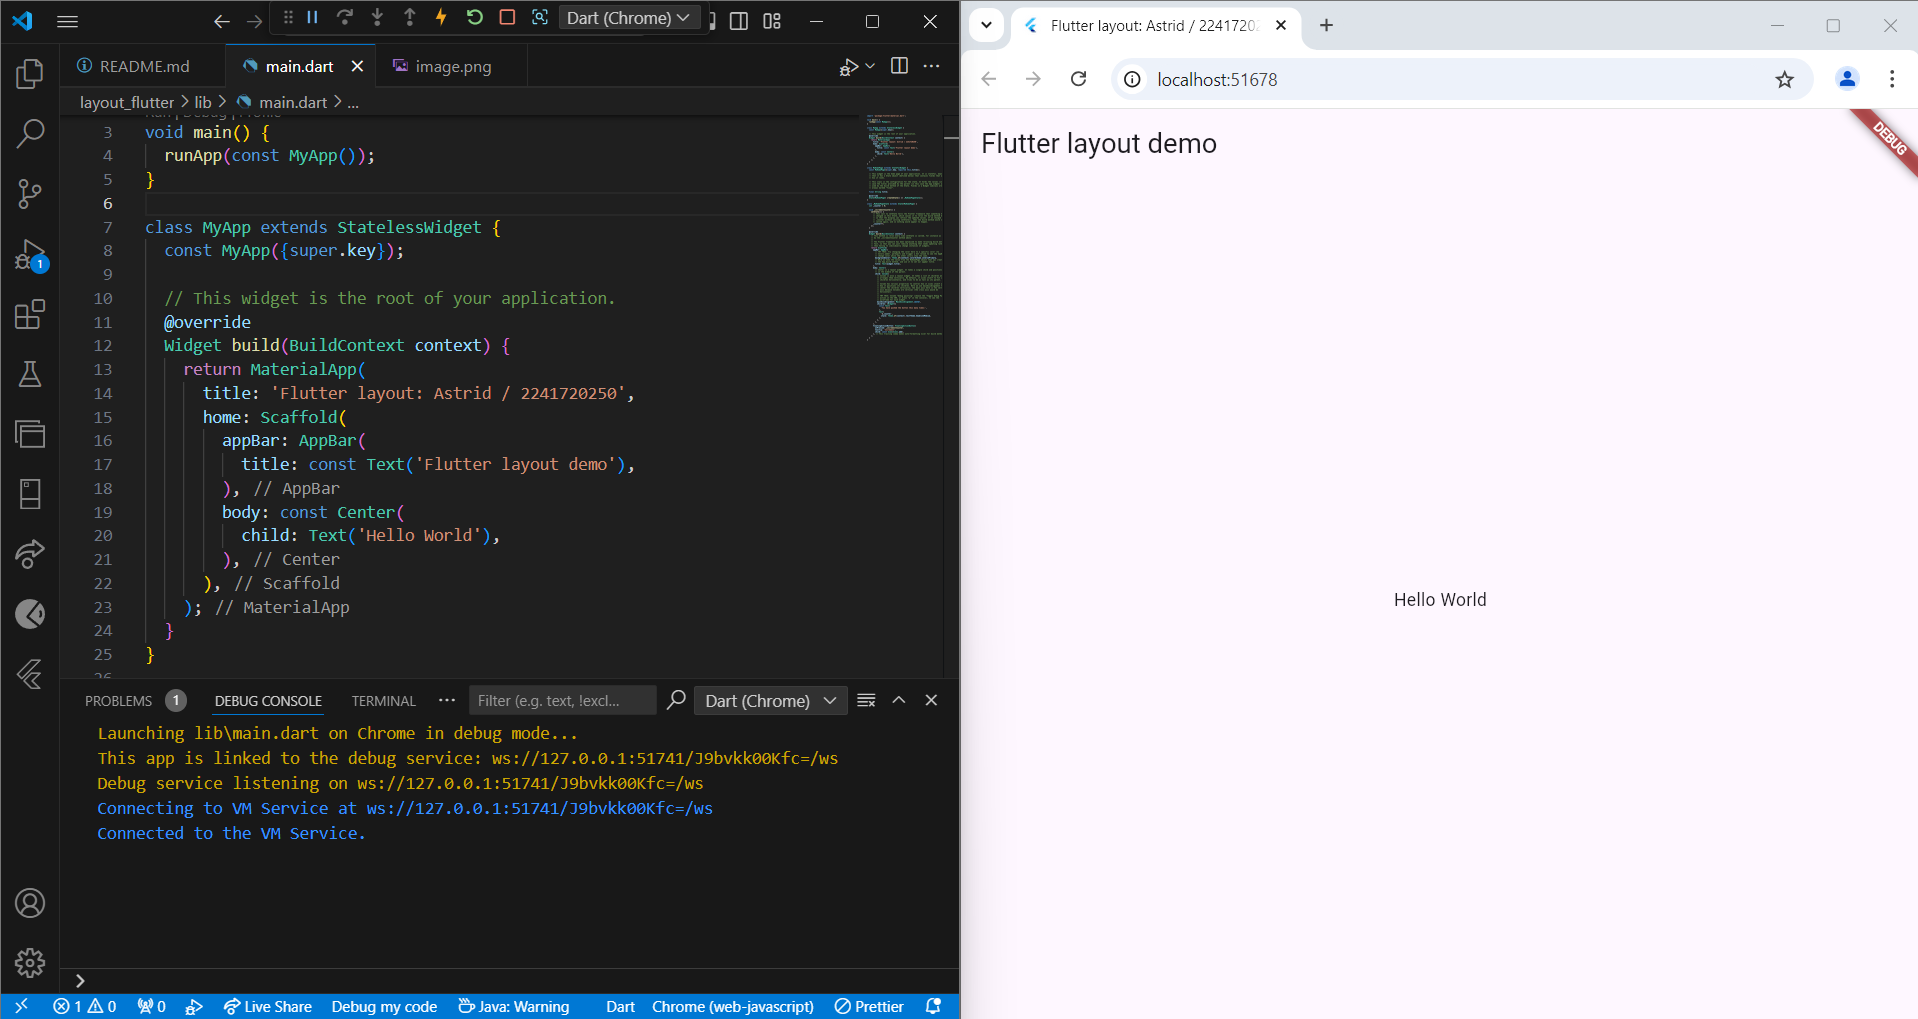 Dart (Chrome)
README.md
main.dart
image.png
layout_flutter > lib > main.dart > ...
Run | Debug | Profile
3 void main() {
4 runApp(const MyApp());
5 }
6
7 class MyApp extends StatelessWidget {
8 const MyApp({super.key});
9
10 // This widget is the root of your application.
11 @override
12 Widget build(BuildContext context) {
13 return MaterialApp(
14 title: 'Flutter layout: Astrid / 2241720250',
15 home: Scaffold(
16 appBar: AppBar(
17 title: const Text('Flutter layout demo'),
18 ), // AppBar
19 body: const Center(
20 child: Text('Hello World'),
21 ), // Center
22 ), // Scaffold
23 ); // MaterialApp
24 }
25 }
26
PROBLEMS 1 DEBUG CONSOLE TERMINAL ... Filter (e.g. text, !excl... Dart (Chrome)
Launching lib\main.dart on Chrome in debug mode...
This app is linked to the debug service: ws://127.0.0.1:51741/J9bvkk00Kfc=/ws
Debug service listening on ws://127.0.0.1:51741/J9bvkk00Kfc=/ws
Connecting to VM Service at ws://127.0.0.1:51741/J9bvkk00Kfc=/ws
Connected to the VM Service.
1 0 0 Live Share Debug my code Java: Warning Dart Chrome (web-javascript) Prettier
1
Flutter layout: Astrid / 2241720
localhost:51678
Flutter layout demo
DEBUG
Hello World